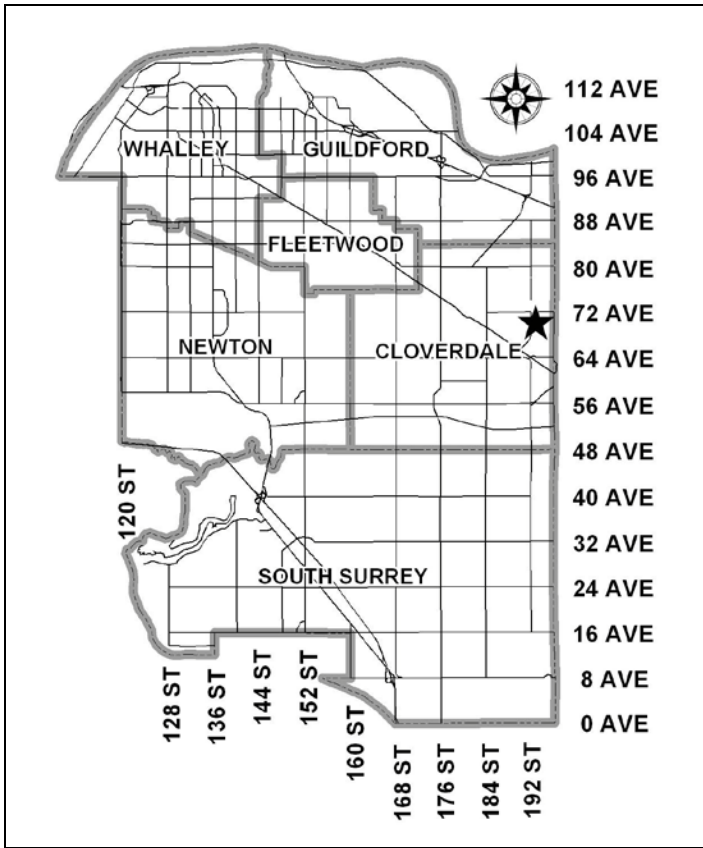 112 AVE
104 AVE
WHALLEY
GUILDFORD
96 AVE
88 AVE
FLEETWOOD
80 AVE
72 AVE
NEWTON
CLOVERDALE
64 AVE
56 AVE
48 AVE
120 ST
40 AVE
32 AVE
SOUTH SURREY
24 AVE
16 AVE
8 AVE
0 AVE
128 ST
136 ST
144 ST
152 ST
160 ST
168 ST
176 ST
184 ST
192 ST